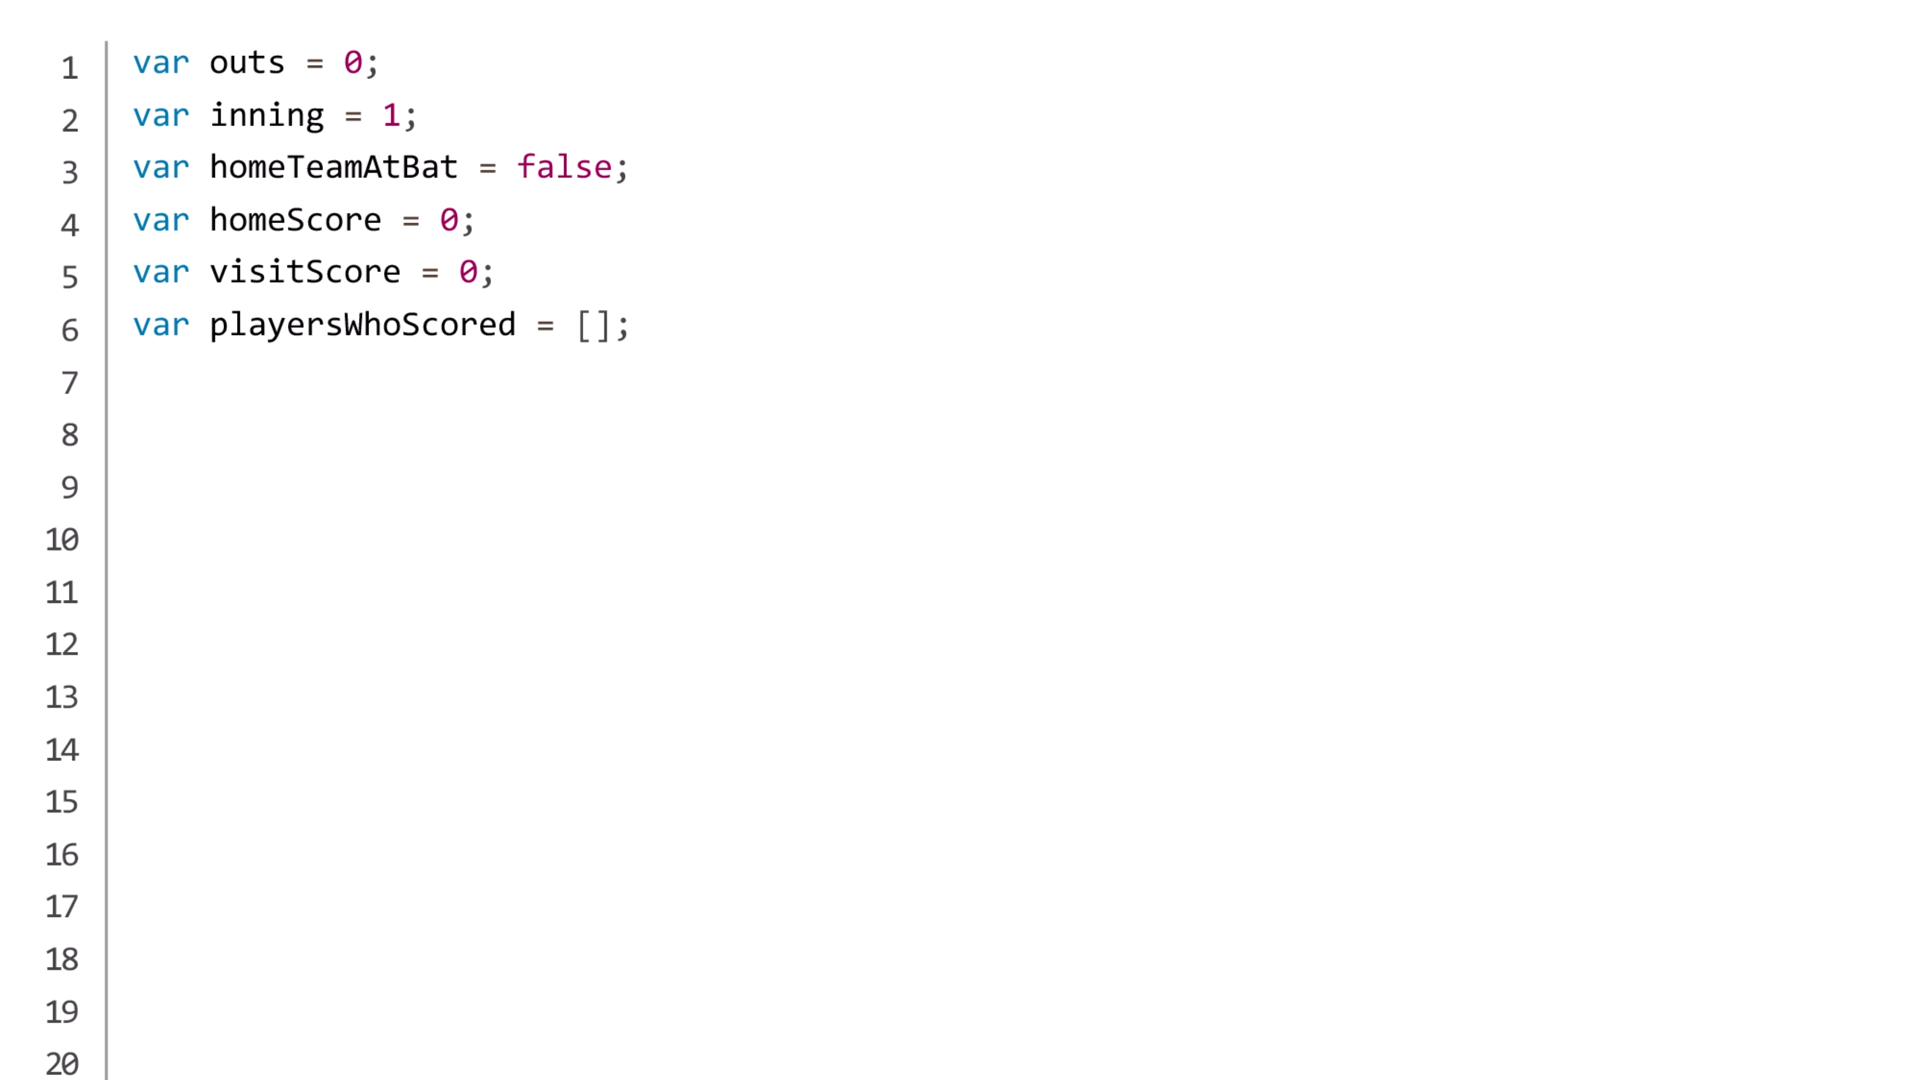 1 var outs = 0;
2 var inning = 1;
3 var homeTeamAtBat = false;
4 var homeScore = 0;
5 var visitScore = 0;
6 var playersWhoScored = [];
7
8
9
10
11
12
13
14
15
16
17
18
19
20